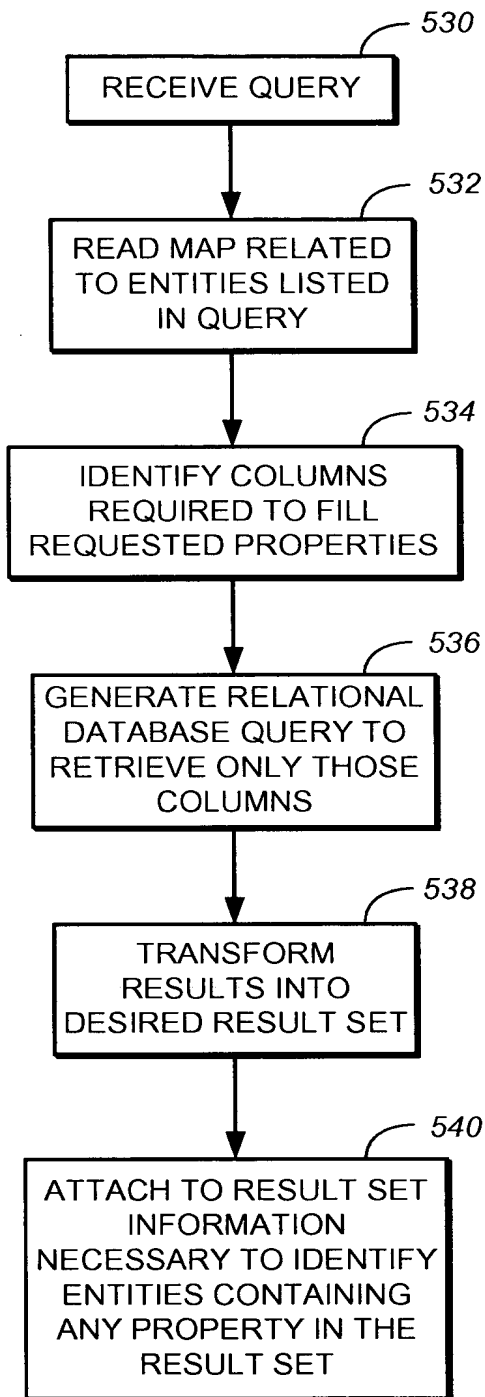 530
RECEIVE QUERY
532
READ MAP RELATED
TO ENTITIES LISTED
IN QUERY
534
IDENTIFY COLUMNS
REQUIRED TO FILL
REQUESTED PROPERTIES
536
GENERATE RELATIONAL
DATABASE QUERY TO
RETRIEVE ONLY THOSE
COLUMNS
538
TRANSFORM
RESULTS INTO
DESIRED RESULT SET
540
ATTACH TO RESULT SET
INFORMATION
NECESSARY TO IDENTIFY
ENTITIES CONTAINING
ANY PROPERTY IN THE
RESULT SET